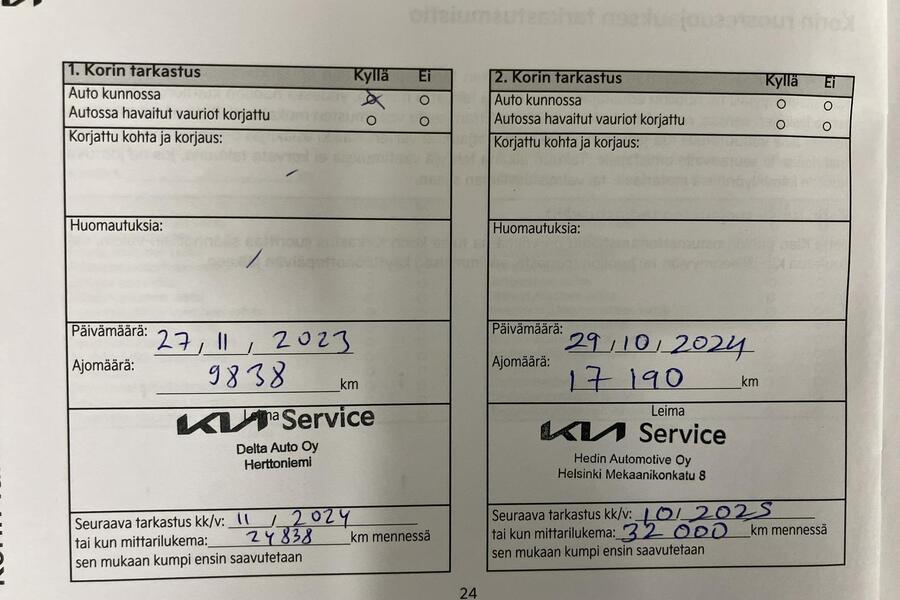 1. Korin tarkastus Kyllä Ei
Auto kunnossa
Autossa havaitut vauriot korjattu
Korjattu kohta ja korjaus:
Huomautuksia:
Päivämäärä: 27 / 11 / 2023
Ajomäärä: 9838 km
Leima
KIA Service
Delta Auto Oy
Herttoniemi
Seuraava tarkastus kk/v: 11 / 2024
tai kun mittarilukema: 24838 km mennessä
sen mukaan kumpi ensin saavutetaan
2. Korin tarkastus Kyllä Ei
Auto kunnossa
Autossa havaitut vauriot korjattu
Korjattu kohta ja korjaus:
Huomautuksia:
Päivämäärä: 29 / 10 / 2024
Ajomäärä: 17 190 km
Leima
KIA Service
Hedin Automotive Oy
Helsinki Mekaanikonkatu 8
Seuraava tarkastus kk/v: 10 / 2025
tai kun mittarilukema: 32 000 km mennessä
sen mukaan kumpi ensin saavutetaan
24